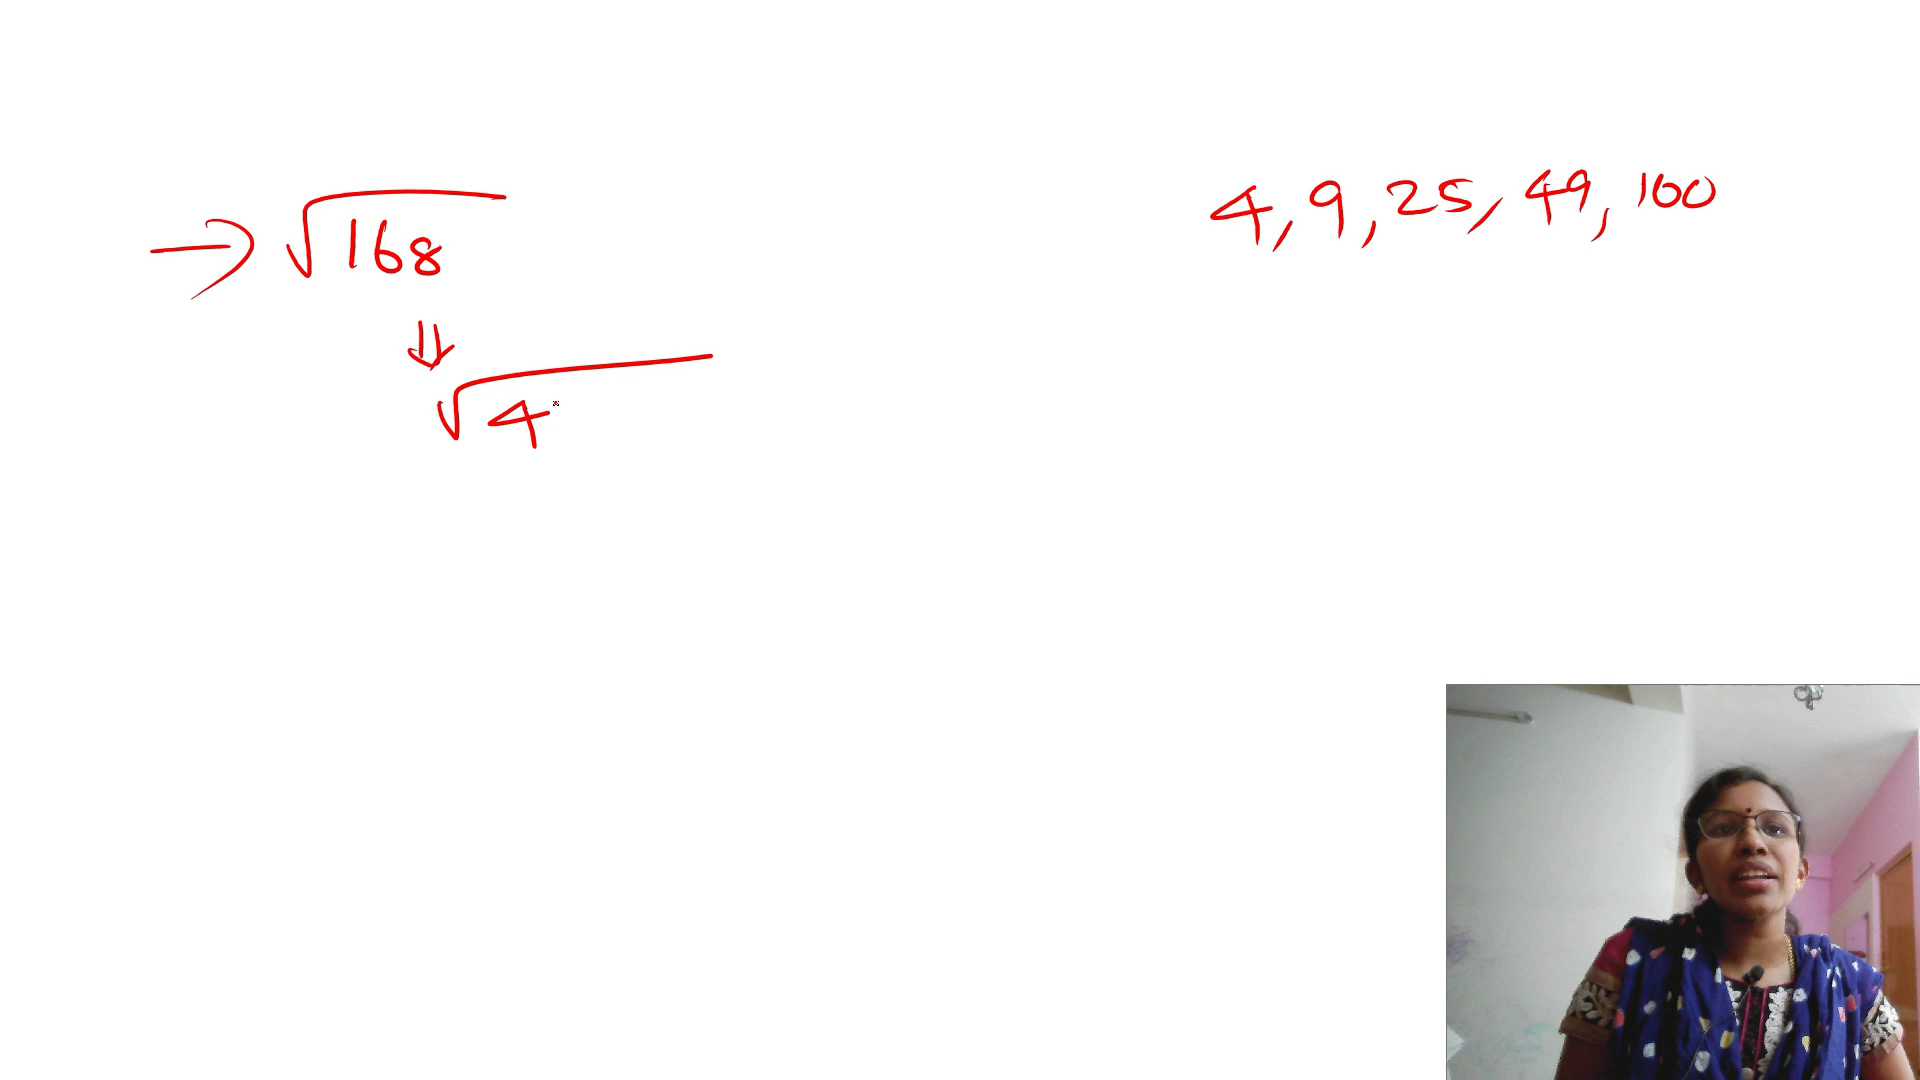 → √168
4, 9, 25, 49, 100
⇓
√4